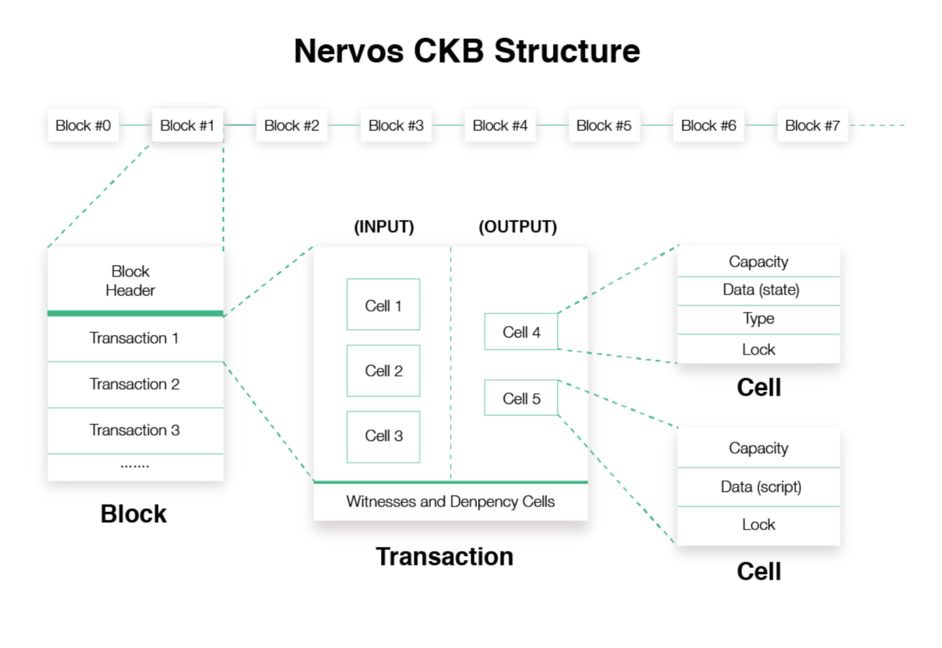 Nervos CKB Structure
Block #0
Block #1
Block #2
Block #3
Block #4
Block #5
Block #6
Block #7
Block
Header
Transaction 1
Transaction 2
Transaction 3
.......
Block
(INPUT)
(OUTPUT)
Cell 1
Cell 2
Cell 3
Cell 4
Cell 5
Witnesses and Denpency Cells
Transaction
Capacity
Data (state)
Type
Lock
Cell
Capacity
Data (script)
Lock
Cell